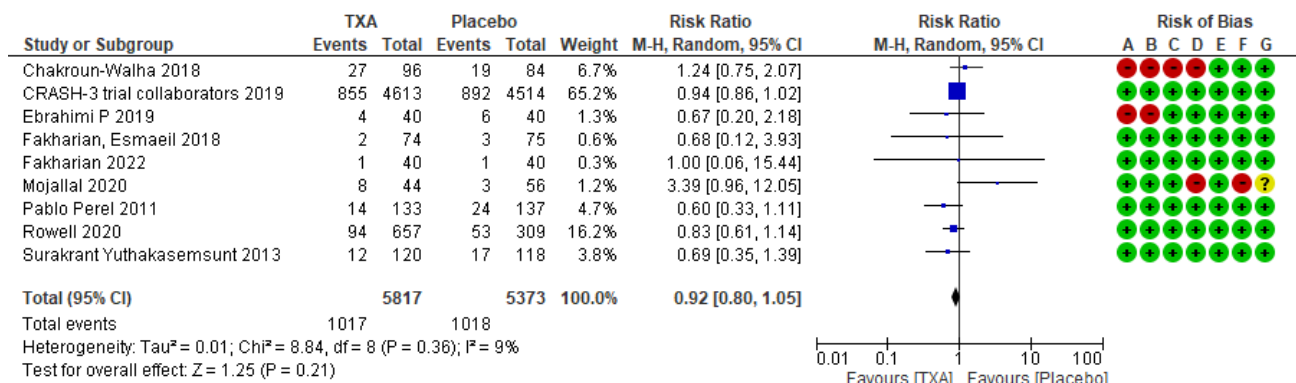 TXA Placebo Risk Ratio Risk Ratio Risk of Bias
Study or Subgroup Events Total Events Total Weight M-H, Random, 95% CI M-H, Random, 95% CI A B C D E F G
Chakroun-Walha 2018 27 96 19 84 6.7% 1.24 [0.75, 2.07] - - - - + + +
CRASH-3 trial collaborators 2019 855 4613 892 4514 65.2% 0.94 [0.86, 1.02] + + + + + + +
Ebrahimi P 2019 4 40 6 40 1.3% 0.67 [0.20, 2.18] - - + + + + +
Fakharian, Esmaeil 2018 2 74 3 75 0.6% 0.68 [0.12, 3.93] + + + + + + +
Fakharian 2022 1 40 1 40 0.3% 1.00 [0.06, 15.44] + + + + + + +
Mojallal 2020 8 44 3 56 1.2% 3.39 [0.96, 12.05] + + + - + - ?
Pablo Perel 2011 14 133 24 137 4.7% 0.60 [0.33, 1.11] + + + + + + +
Rowell 2020 94 657 53 309 16.2% 0.83 [0.61, 1.14] + + + + + + +
Surakrant Yuthakasemsunt 2013 12 120 17 118 3.8% 0.69 [0.35, 1.39] + + + + + + +
Total (95% CI) 5817 5373 100.0% 0.92 [0.80, 1.05]
Total events 1017 1018
Heterogeneity: Tau² = 0.01; Chi² = 8.84, df = 8 (P = 0.36); I² = 9%
Test for overall effect: Z = 1.25 (P = 0.21)
0.01 0.1 1 10 100
Favours [TXA] Favours [Placebo]